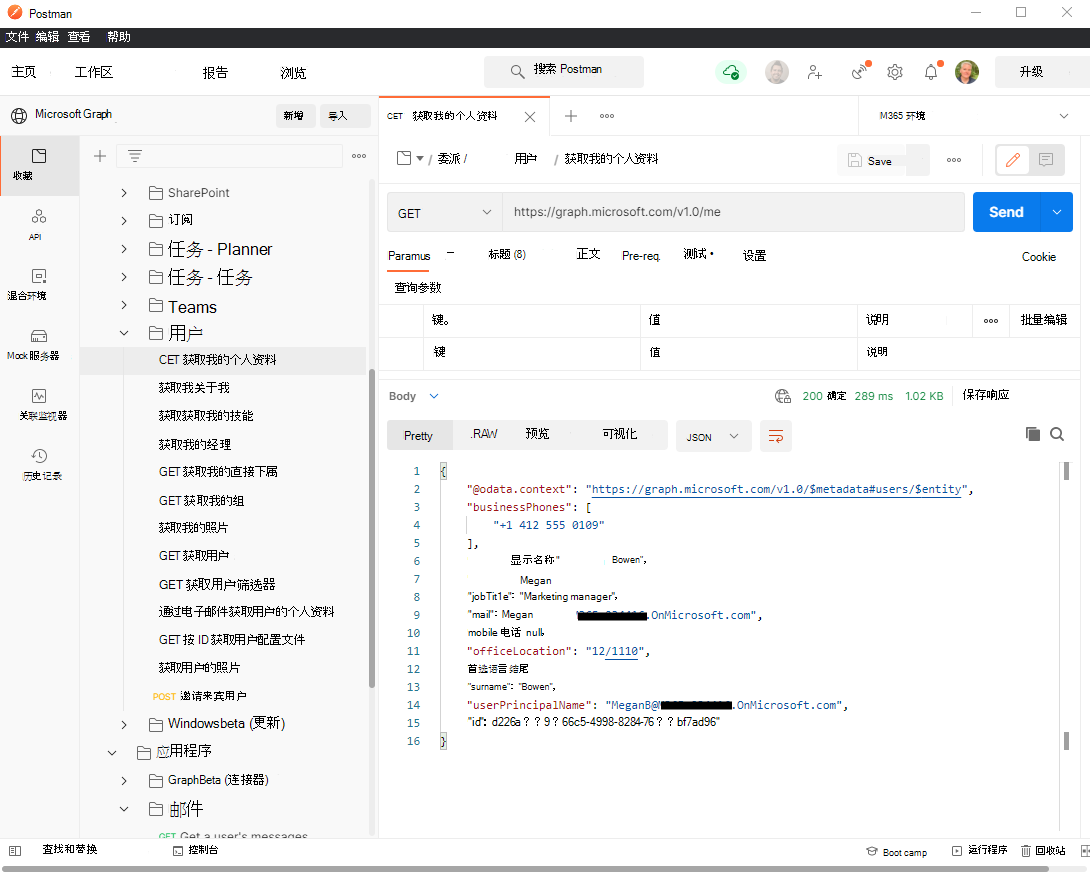 Postman
文件 编辑 查看 帮助
主页 工作区 报告 浏览 搜索 Postman 升级
Microsoft Graph 新增 导入
CET 获取我的个人资料
M365 环境
收藏
API
混合环境
Mock 服务器
关联监视器
历史记录
SharePoint
订阅
任务 - Planner
任务 - 任务
Teams
用户
CET 获取我的个人资料
获取我关于我
获取获取我的技能
获取我的经理
GET 获取我的直接下属
GET 获取我的组
获取我的照片
GET 获取用户
GET 获取用户筛选器
通过电子邮件获取用户的个人资料
GET 按 ID 获取用户配置文件
获取用户的照片
POST 邀请来宾用户
Windowsbeta (更新)
应用程序
GraphBeta (连接器)
邮件
GET Get a user's messages
/ 委派 / 用户 / 获取我的个人资料
Save
GET https://graph.microsoft.com/v1.0/me
Send
Paramus 标题 (8) 正文 Pre-req. 测试 • 设置 Cookie
查询参数
键。 值 说明 批量编辑
键 值 说明
Body 200 确定 289 ms 1.02 KB 保存响应
Pretty .RAW 预览 可视化 JSON
1 {
2 "@odata.context": "https://graph.microsoft.com/v1.0/$metadata#users/$entity",
3 "businessPhones": [
4 "+1 412 555 0109"
5 ],
6 显示名称" Bowen",
7 Megan
8 "jobTit1e": "Marketing manager",
9 "mail": Megan .OnMicrosoft.com",
10 mobile 电话 null,
11 "officeLocation": "12/1110",
12 首选语言 结尾
13 "surname": "Bowen",
14 "userPrincipalName": "MeganB@ .OnMicrosoft.com",
15 "id": d226a？？9？66c5-4998-8284-76？？bf7ad96"
16 }
查找和替换 控制台 Boot camp 运行程序 回收站